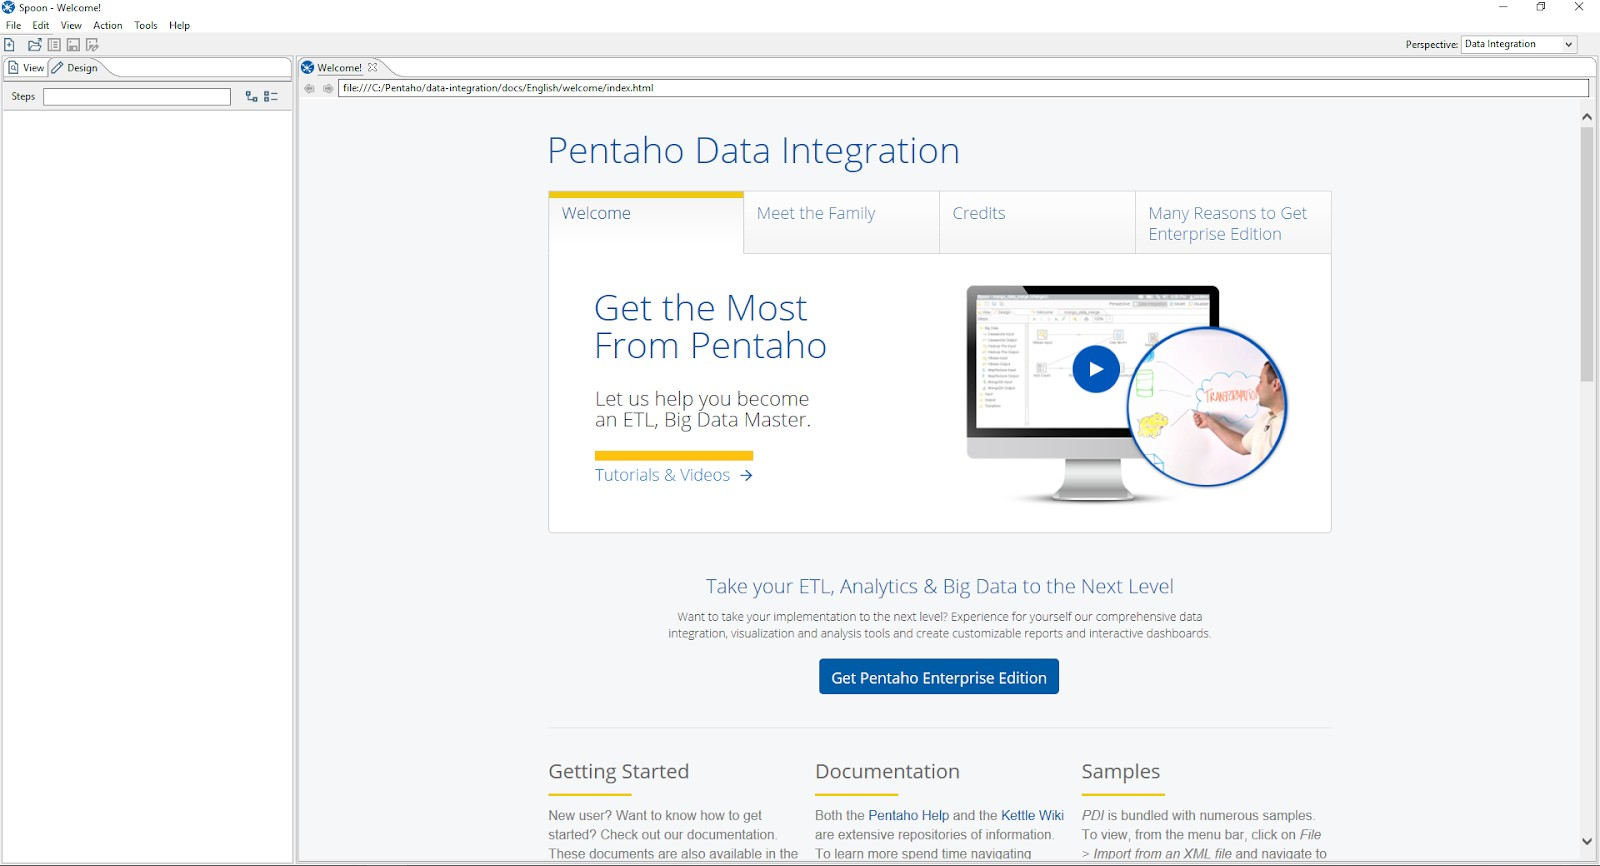 Spoon - Welcome!
File Edit View Action Tools Help
Perspective: Data Integration
View Design
Welcome!
Steps
file:///C:/Pentaho/data-integration/docs/English/welcome/index.html
Pentaho Data Integration
Welcome
Meet the Family
Credits
Many Reasons to Get
Enterprise Edition
Get the Most
From Pentaho
Let us help you become
an ETL, Big Data Master.
Tutorials & Videos →
TRANSFORMATION
Take your ETL, Analytics & Big Data to the Next Level
Want to take your implementation to the next level? Experience for yourself our comprehensive data
integration, visualization and analysis tools and create customizable reports and interactive dashboards.
Get Pentaho Enterprise Edition
Getting Started
New user? Want to know how to get
started? Check out our documentation.
These documents are also available in the
Documentation
Both the Pentaho Help and the Kettle Wiki
are extensive repositories of information.
To learn more spend time navigating
Samples
PDI is bundled with numerous samples.
To view, from the menu bar, click on File
> Import from an XML file and navigate to